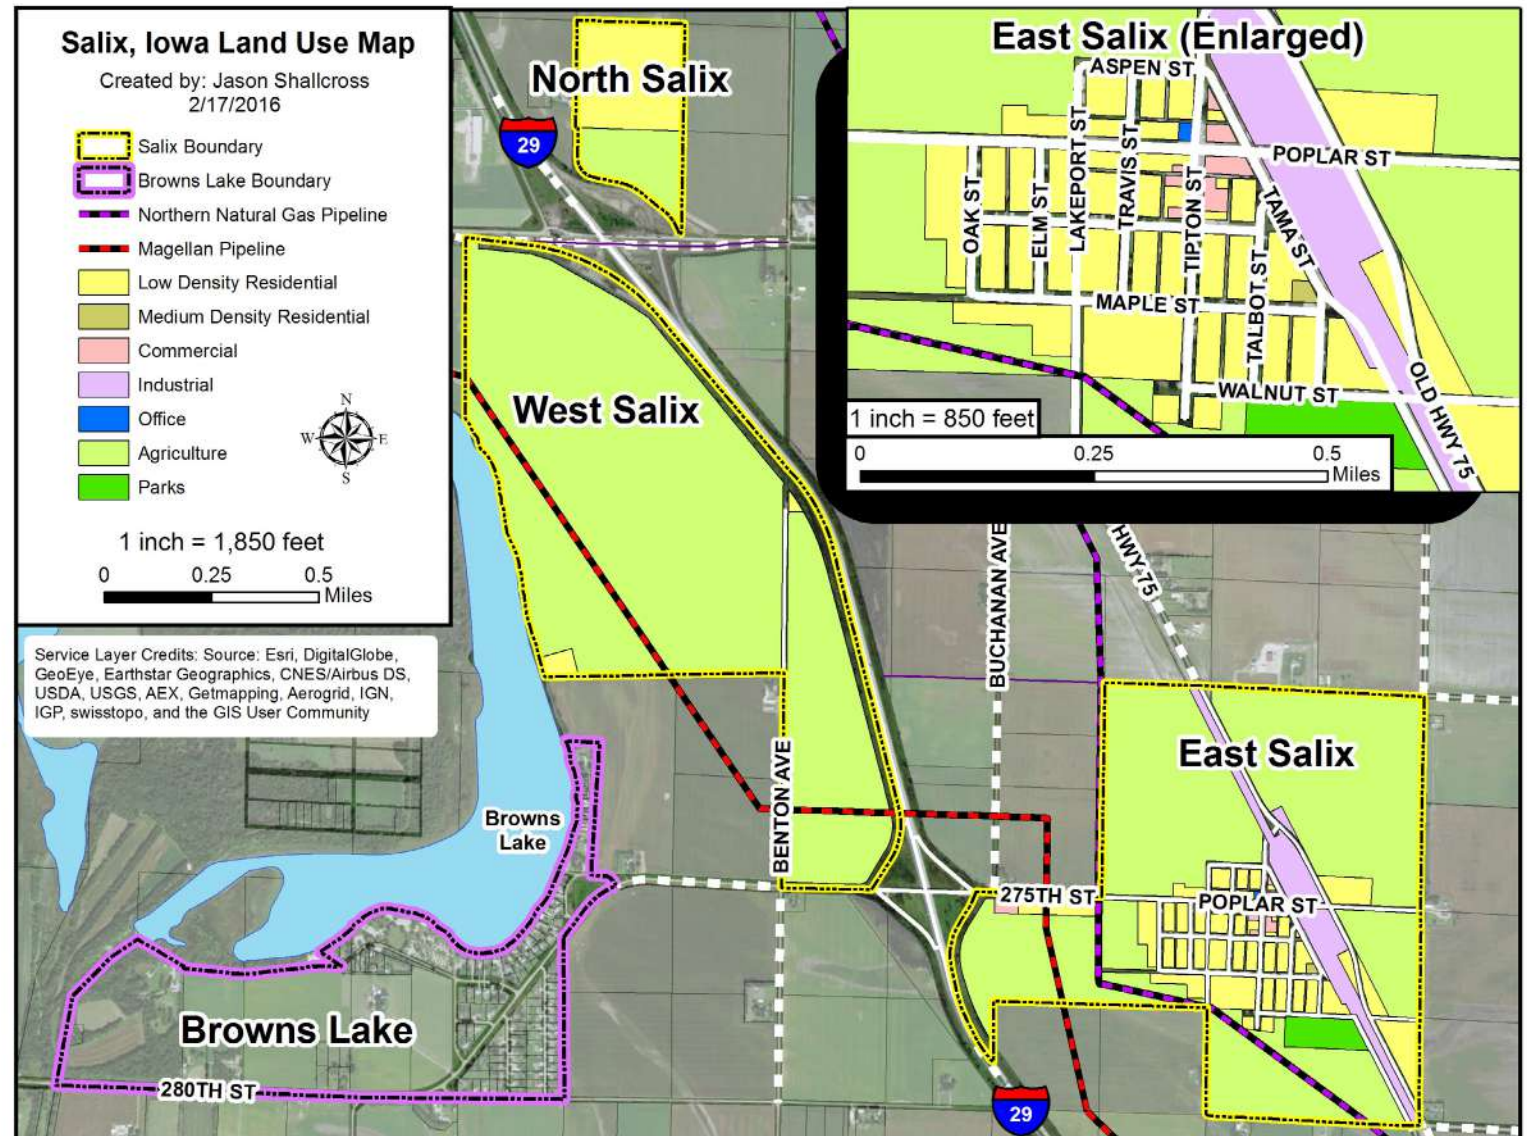 Salix, Iowa Land Use Map
Created by: Jason Shallcross
2/17/2016
Salix Boundary
Browns Lake Boundary
Northern Natural Gas Pipeline
Magellan Pipeline
Low Density Residential
Medium Density Residential
Commercial
Industrial
Office
Agriculture
Parks
N
W E
S
1 inch = 1,850 feet
0 0.25 0.5
Miles
Service Layer Credits: Source: Esri, DigitalGlobe,
GeoEye, Earthstar Geographics, CNES/Airbus DS,
USDA, USGS, AEX, Getmapping, Aerogrid, IGN,
IGP, swisstopo, and the GIS User Community
North Salix
29
West Salix
East Salix (Enlarged)
ASPEN ST
LAKEPORT ST
TRAVIS ST
POPLAR ST
OAK ST
ELM ST
TIPTON ST
TAMA ST
TALBOT ST
MAPLE ST
WALNUT ST
OLD HWY 75
1 inch = 850 feet
0 0.25 0.5
Miles
BUCHANAN AVE
HWY 75
East Salix
BENTON AVE
Browns
Lake
275TH ST
POPLAR ST
Browns Lake
280TH ST
29